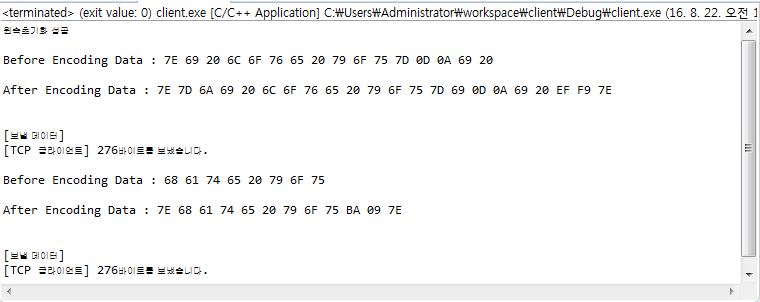 <terminated> (exit value: 0) client.exe [C/C++ Application] C:₩Users₩Administrator₩workspace₩client₩Debug₩client.exe (16. 8. 22. 오전 1
윈속초기화 성공
Before Encoding Data : 7E 69 20 6C 6F 76 65 20 79 6F 75 7D 0D 0A 69 20
After Encoding Data : 7E 7D 6A 69 20 6C 6F 76 65 20 79 6F 75 7D 69 0D 0A 69 20 EF F9 7E
[보낼 데이터]
[TCP 클라이언트] 276바이트를 보냈습니다.
Before Encoding Data : 68 61 74 65 20 79 6F 75
After Encoding Data : 7E 68 61 74 65 20 79 6F 75 BA 09 7E
[보낼 데이터]
[TCP 클라이언트] 276바이트를 보냈습니다.